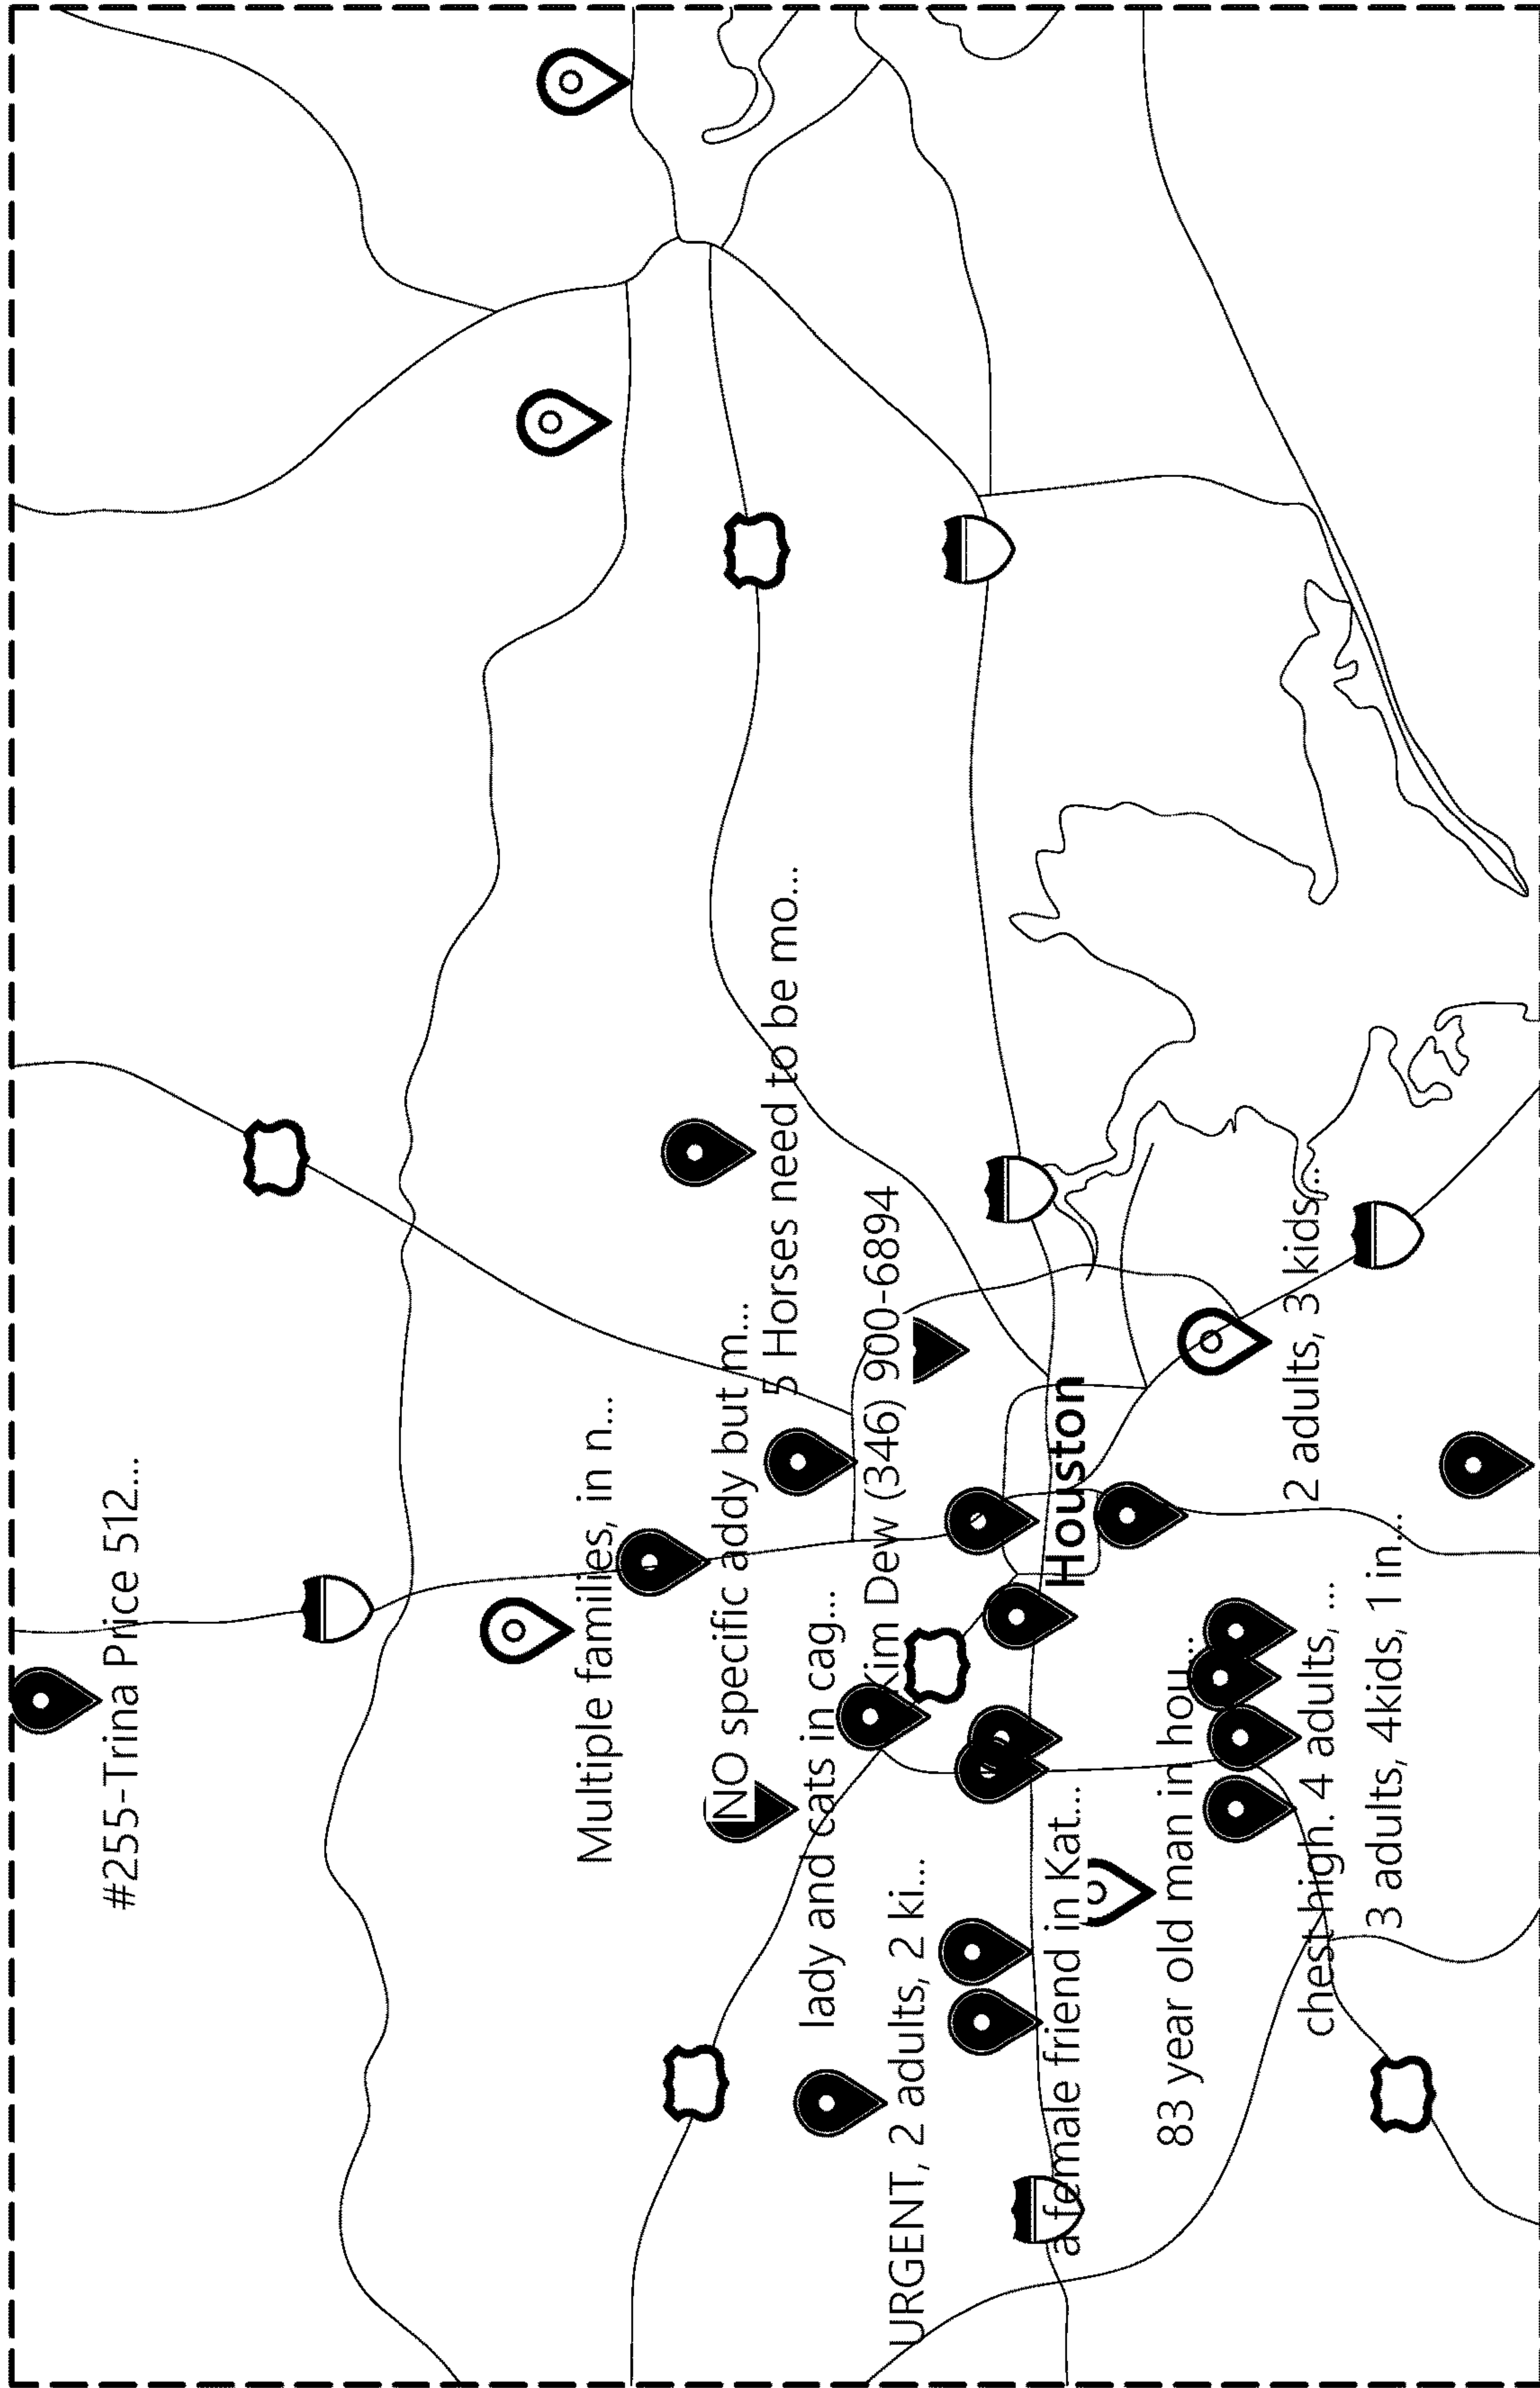 #255-Trina Price 512...
Multiple families, in n...
NO specific addy but m...
5 Horses need to be mo...
lady and cats in cag...
Kim Dew (346) 900-6894
URGENT, 2 adults, 2 ki...
Houston
a female friend in Kat...
83 year old man in hou...
2 adults, 3 kids,...
chest high. 4 adults, ...
3 adults, 4kids, 1 in...